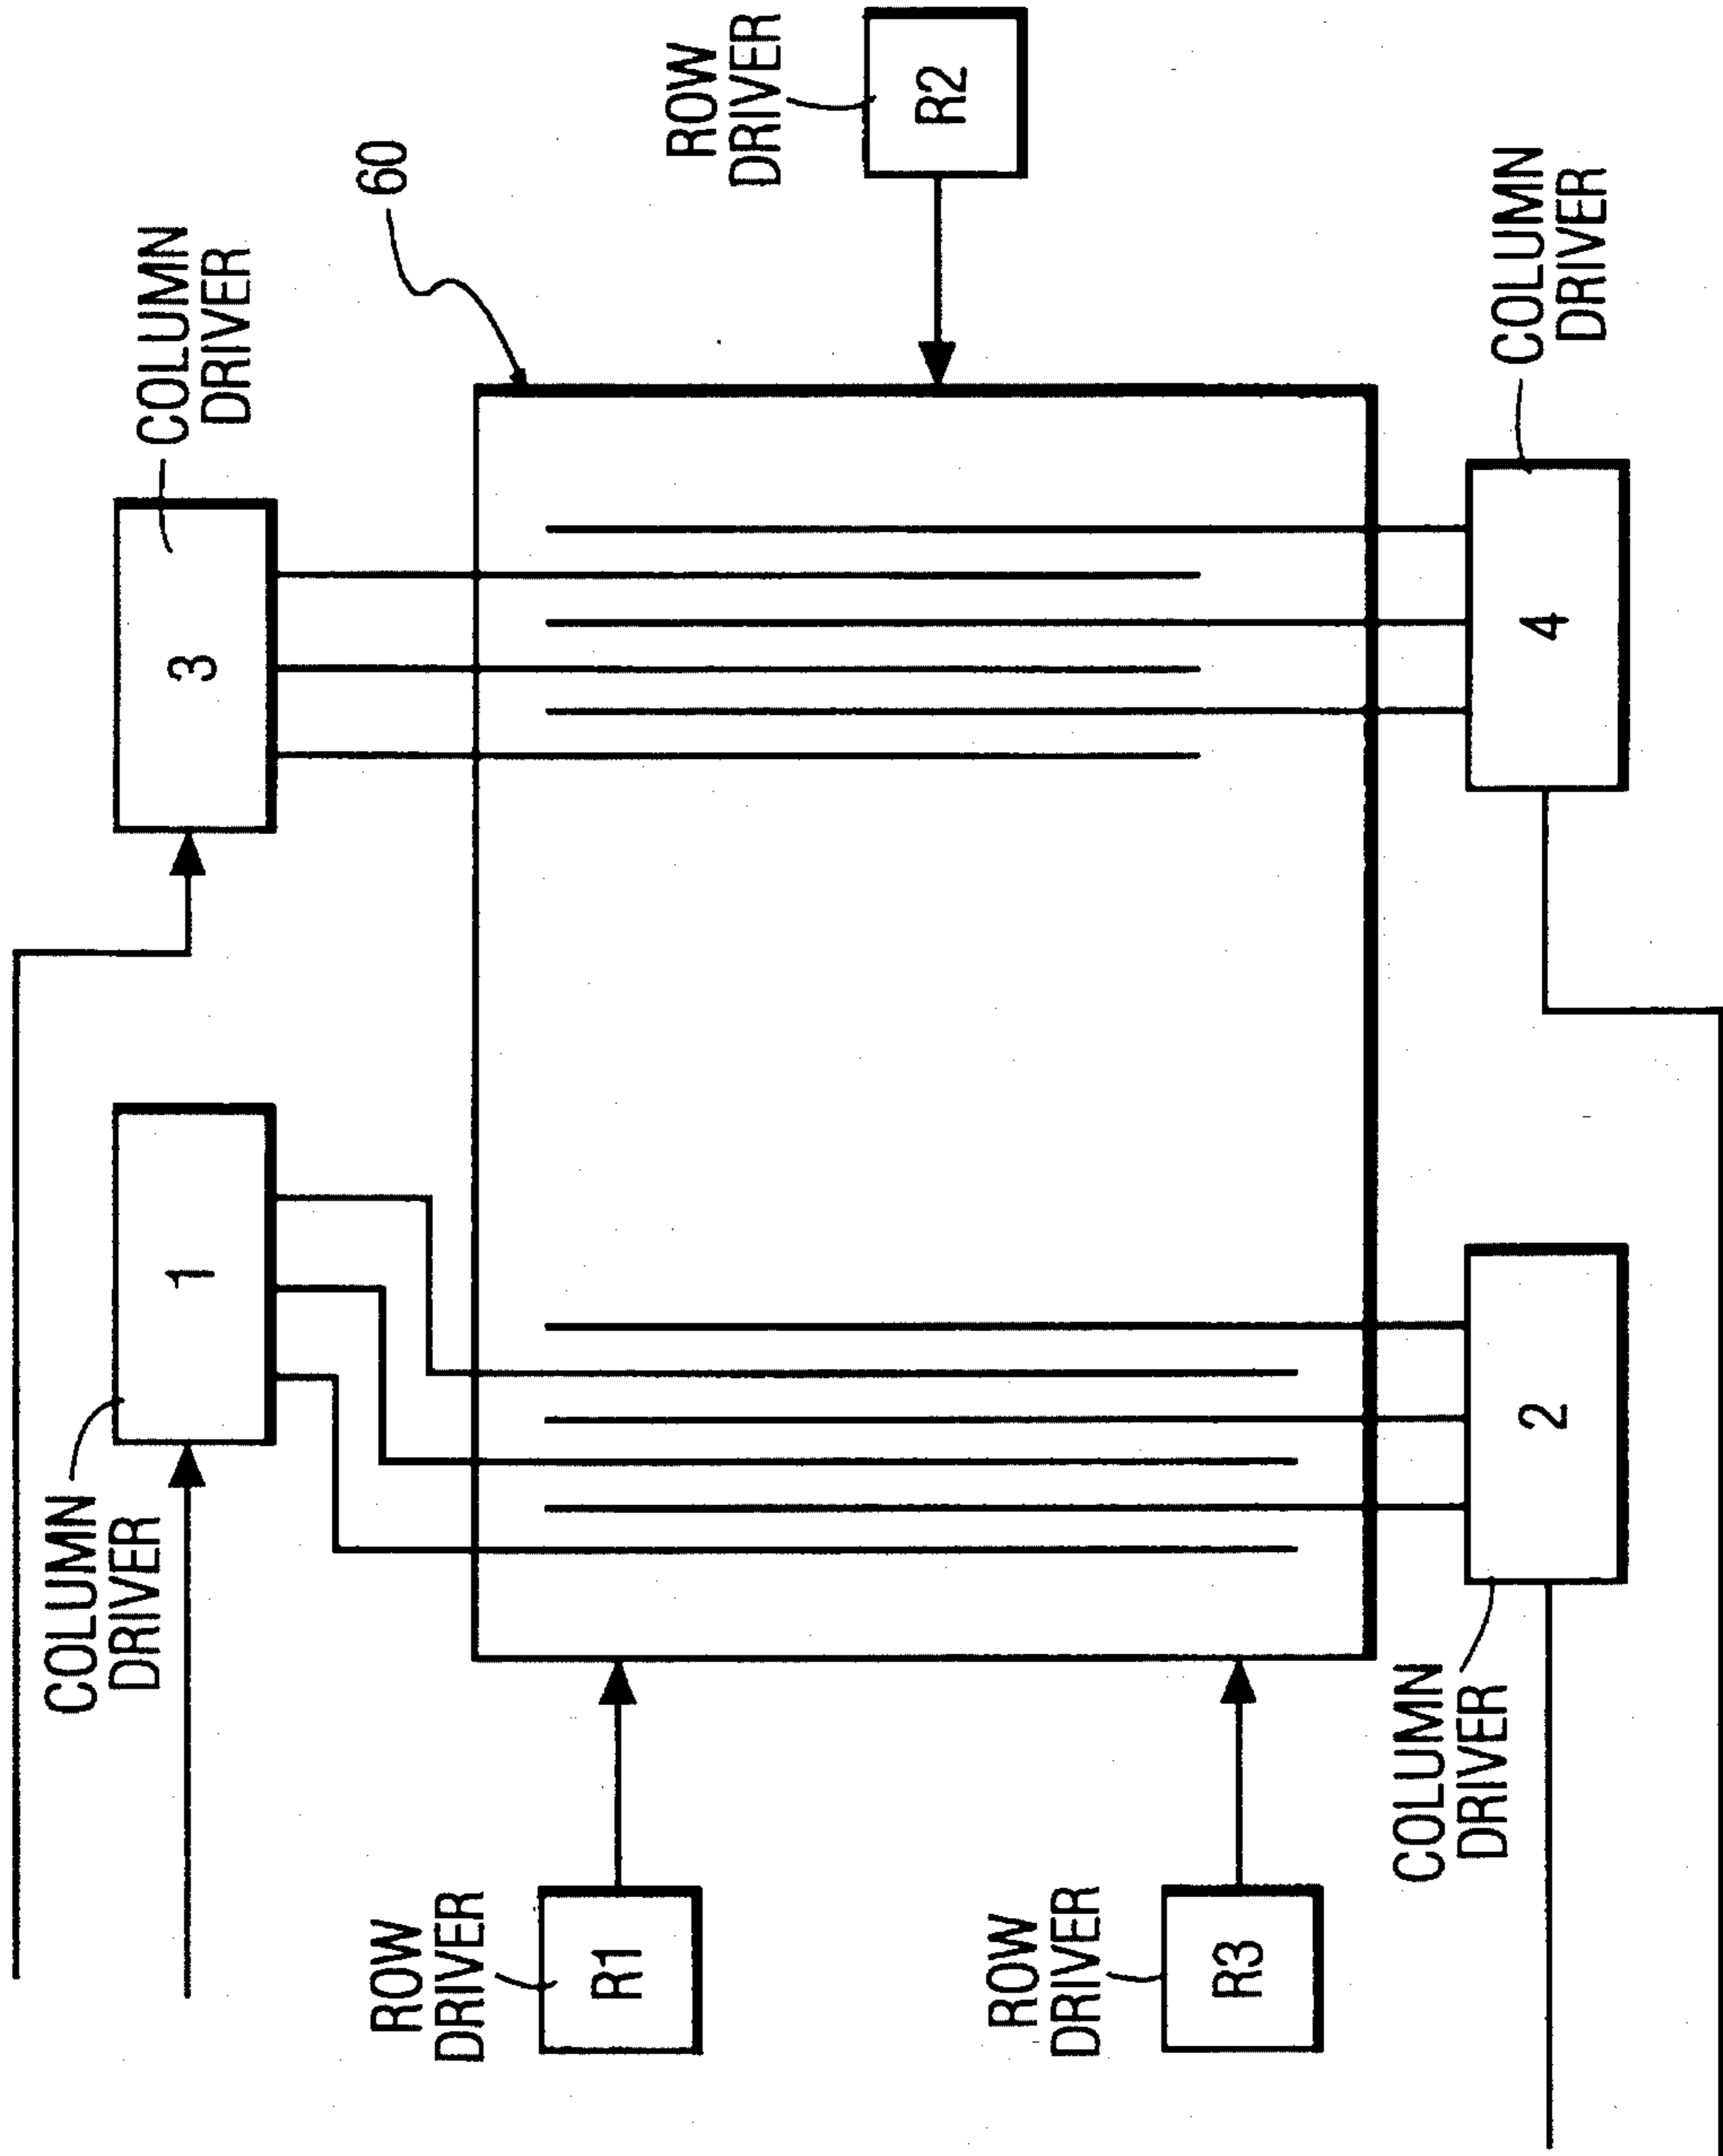 COLUMN
DRIVER
1
COLUMN
DRIVER
3
60
ROW
DRIVER
R1
ROW
DRIVER
R2
ROW
DRIVER
R3
COLUMN
DRIVER
2
COLUMN
DRIVER
4